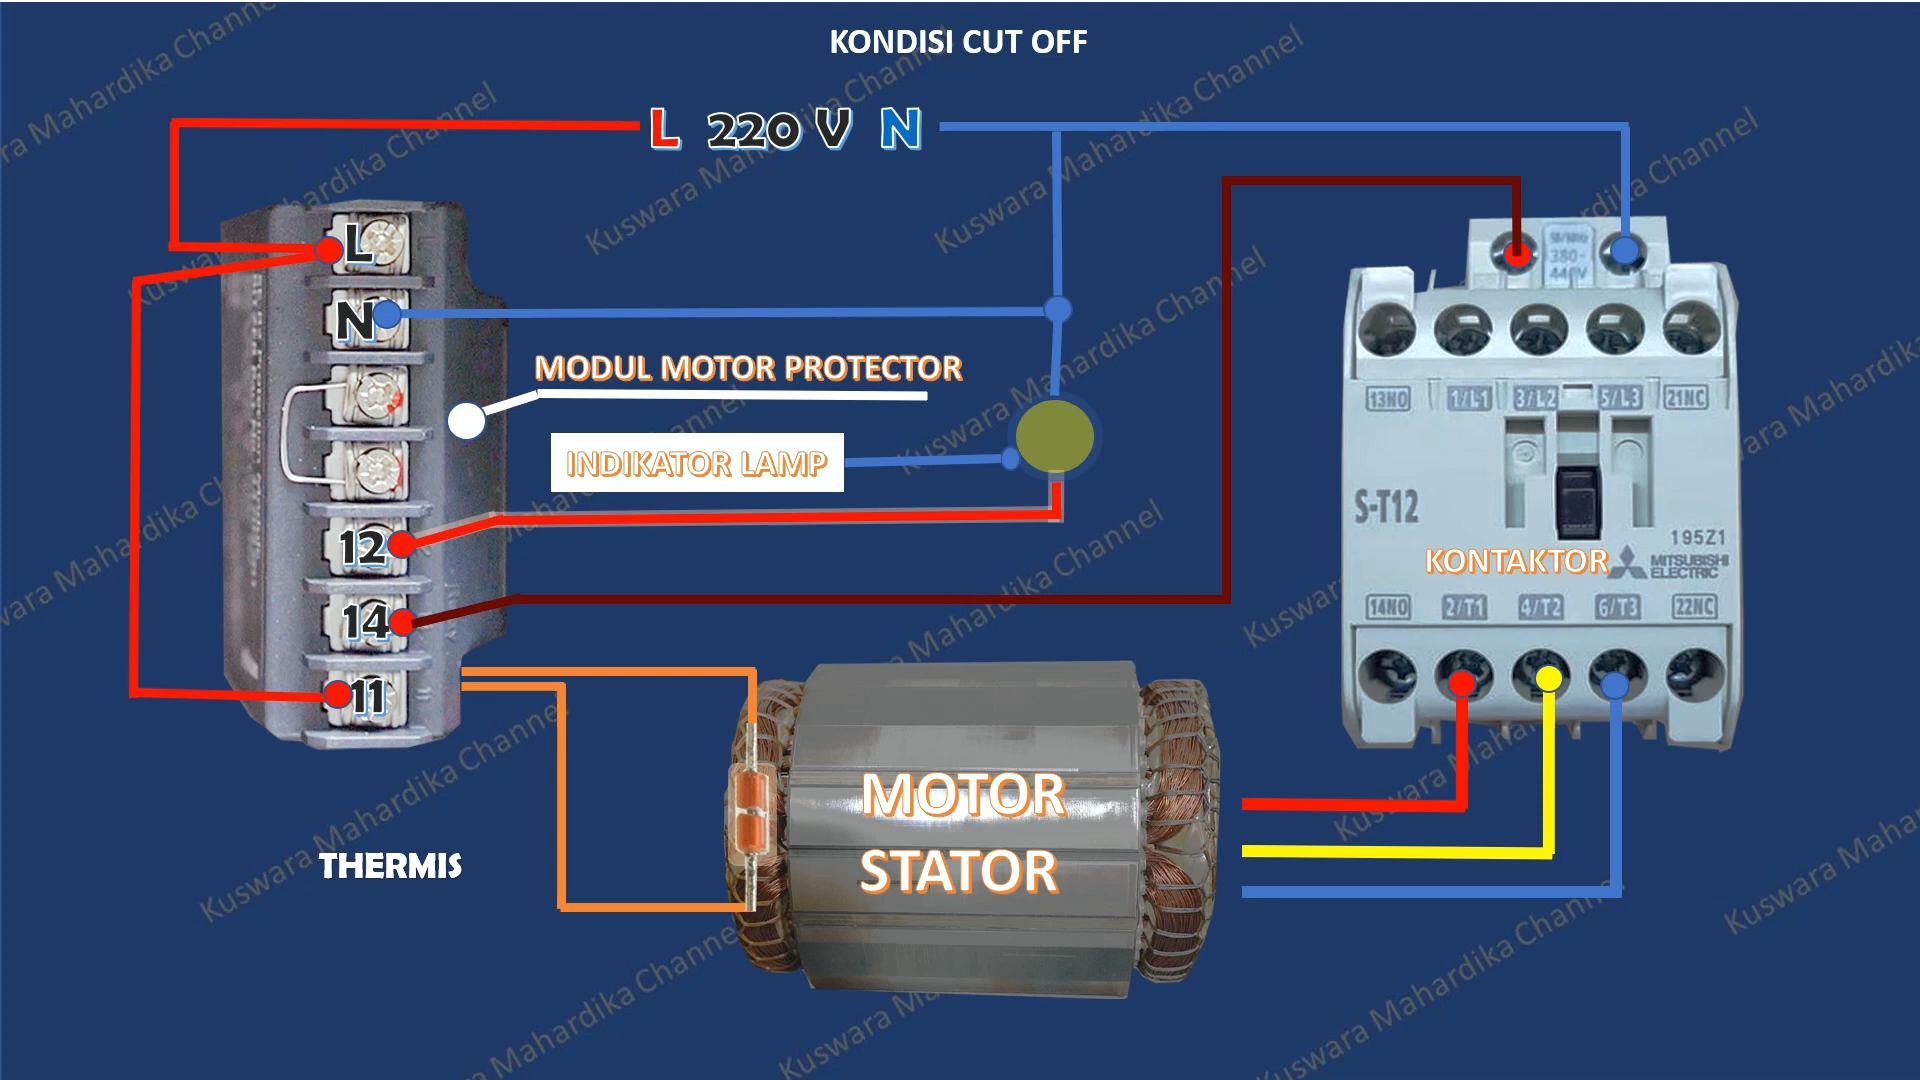 KONDISI CUT OFF
L 220 V N
L
N
MODUL MOTOR PROTECTOR
INDIKATOR LAMP
12
14
11
THERMIS
MOTOR
STATOR
380-
440V
13NO 1/L1 3/L2 5/L3 21NC
S-T12
195Z1
KONTAKTOR
MITSUBISHI
ELECTRIC
14NO 2/T1 4/T2 6/T3 22NC
Kuswara Mahardika Channel